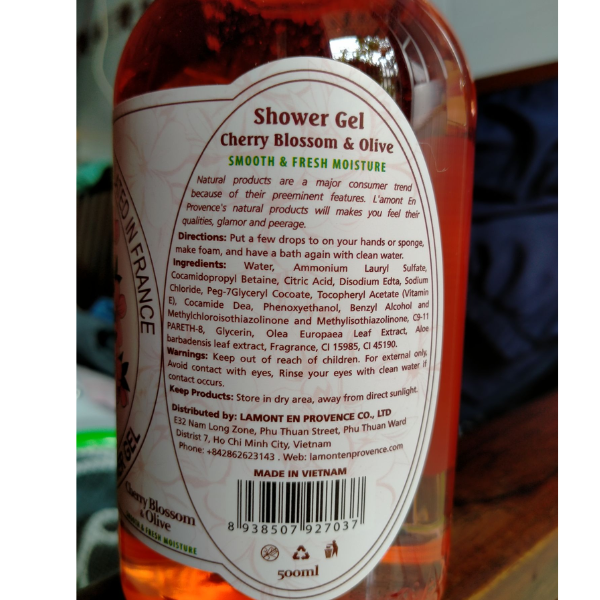 Shower Gel
Cherry Blossom & Olive
SMOOTH & FRESH MOISTURE
Natural products are a major consumer trend
because of their preeminent features. L'amont En
Provence's natural products will makes you feel their
qualities, glamor and peerage.
Directions: Put a few drops to on your hands or sponge,
make foam, and have a bath again with clean water.
Ingredients: Water, Ammonium Lauryl Sulfate,
Cocamidopropyl Betaine, Citric Acid, Disodium Edta, Sodium
Chloride, Peg-7Glyceryl Cocoate, Tocopheryl Acetate (Vitamin
E), Cocamide Dea, Phenoxyethanol, Benzyl Alcohol and
Methylchloroisothiazolinone and Methylisothiazolinone, C9-11
PARETH-8, Glycerin, Olea Europaea Leaf Extract, Aloe
barbadensis leaf extract, Fragrance, CI 15985, CI 45190.
Warnings: Keep out of reach of children. For external only,
Avoid contact with eyes, Rinse your eyes with clean water if
contact occurs.
Keep Products: Store in dry area, away from direct sunlight.
Distributed by: LAMONT EN PROVENCE CO., LTD
E32 Nam Long Zone, Phu Thuan Street, Phu Thuan Ward
Distrist 7, Ho Chi Minh City, Vietnam
Phone: +842862623143 . Web: lamontenprovence.com
MADE IN VIETNAM
8 938507 927037
500ml
IN FRANCE
Cherry Blossom
& Olive
& FRESH MOISTURE